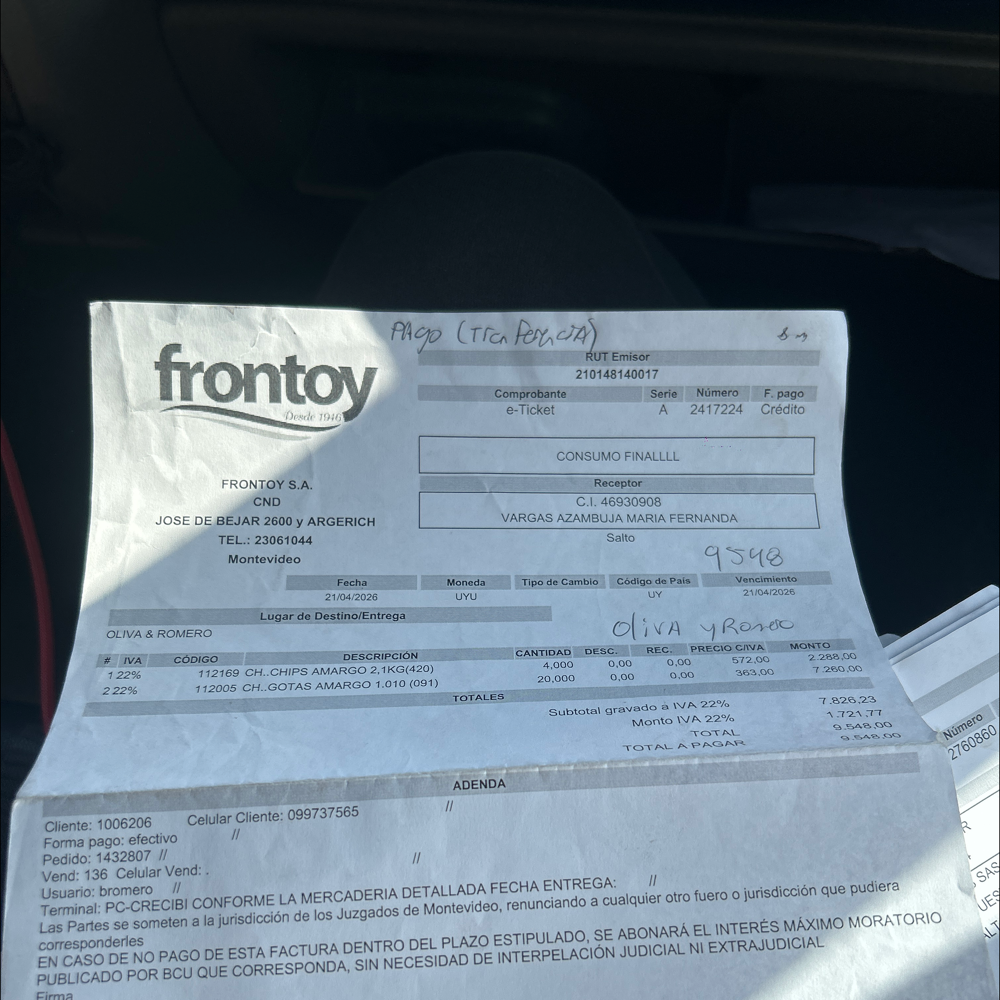 PAGO (Tranferencia)
frontoy
Desde 1946
RUT Emisor
210148140017
Comprobante Serie Número F. pago
e-Ticket A 2417224 Crédito
CONSUMO FINALLLL
Receptor
C.I. 46930908
VARGAS AZAMBUJA MARIA FERNANDA
Salto
FRONTOY S.A.
CND
JOSE DE BEJAR 2600 y ARGERICH
TEL.: 23061044
Montevideo
9548
Fecha Moneda Tipo de Cambio Código de País Vencimiento
21/04/2026 UYU UY 21/04/2026
Lugar de Destino/Entrega
OLIVA & ROMERO
OLIVA y Romero
# IVA CÓDIGO DESCRIPCIÓN CANTIDAD DESC. REC. PRECIO C/IVA MONTO
1 22% 112169 CH..CHIPS AMARGO 2,1KG(420) 4,000 0,00 0,00 572,00 2.288,00
2 22% 112005 CH..GOTAS AMARGO 1.010 (091) 20,000 0,00 0,00 363,00 7.260,00
TOTALES
Subtotal gravado a IVA 22% 7.826,23
Monto IVA 22% 1.721,77
TOTAL 9.548,00
TOTAL A PAGAR 9.548,00
ADENDA
Cliente: 1006206 Celular Cliente: 099737565 //
Forma pago: efectivo //
Pedido: 1432807 // //
Vend: 136 Celular Vend: .
Usuario: bromero //
Terminal: PC-CRECIBI CONFORME LA MERCADERIA DETALLADA FECHA ENTREGA: //
Las Partes se someten a la jurisdicción de los Juzgados de Montevideo, renunciando a cualquier otro fuero o jurisdicción que pudiera
corresponderles
EN CASO DE NO PAGO DE ESTA FACTURA DENTRO DEL PLAZO ESTIPULADO, SE ABONARÁ EL INTERÉS MÁXIMO MORATORIO
PUBLICADO POR BCU QUE CORRESPONDA, SIN NECESIDAD DE INTERPELACIÓN JUDICIAL NI EXTRAJUDICIAL
Firma
Número
2760860